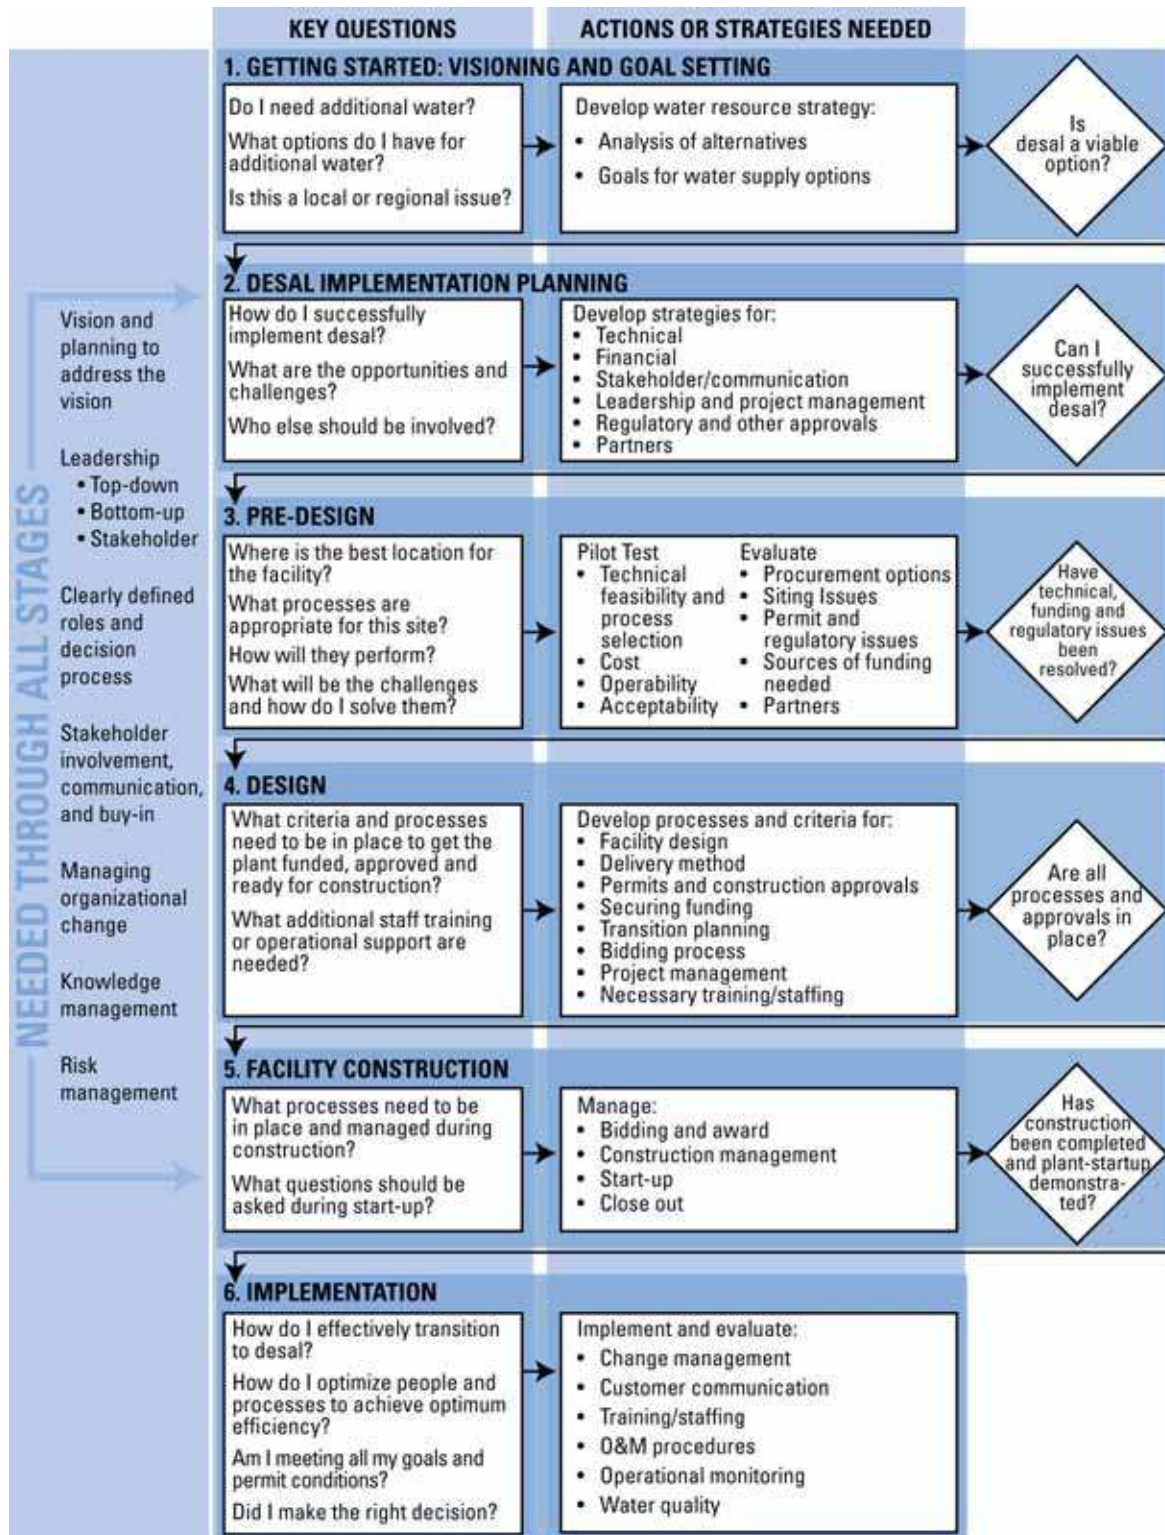 KEY QUESTIONS
ACTIONS OR STRATEGIES NEEDED
1. GETTING STARTED: VISIONING AND GOAL SETTING
Do I need additional water?
What options do I have for
additional water?
Is this a local or regional issue?
Develop water resource strategy:
• Analysis of alternatives
• Goals for water supply options
Is
desal a viable
option?
2. DESAL IMPLEMENTATION PLANNING
How do I successfully
implement desal?
What are the opportunities and
challenges?
Who else should be involved?
Develop strategies for:
• Technical
• Financial
• Stakeholder/communication
• Leadership and project management
• Regulatory and other approvals
• Partners
Can I
successfully
implement
desal?
3. PRE-DESIGN
Where is the best location for
the facility?
What processes are
appropriate for this site?
How will they perform?
What will be the challenges
and how do I solve them?
Pilot Test
• Technical
feasibility and
process
selection
• Cost
• Operability
• Acceptability
Evaluate
• Procurement options
• Siting Issues
• Permit and
regulatory issues
• Sources of funding
needed
• Partners
Have
technical,
funding and
regulatory issues
been
resolved?
4. DESIGN
What criteria and processes
need to be in place to get the
plant funded, approved and
ready for construction?
What additional staff training
or operational support are
needed?
Develop processes and criteria for:
• Facility design
• Delivery method
• Permits and construction approvals
• Securing funding
• Transition planning
• Bidding process
• Project management
• Necessary training/staffing
Are all
processes and
approvals in
place?
5. FACILITY CONSTRUCTION
What processes need to be
in place and managed during
construction?
What questions should be
asked during start-up?
Manage:
• Bidding and award
• Construction management
• Start-up
• Close out
Has
construction
been completed
and plant-startup
demonstra-
ted?
6. IMPLEMENTATION
How do I effectively transition
to desal?
How do I optimize people and
processes to achieve optimum
efficiency?
Am I meeting all my goals and
permit conditions?
Did I make the right decision?
Implement and evaluate:
• Change management
• Customer communication
• Training/staffing
• O&M procedures
• Operational monitoring
• Water quality
NEEDED THROUGH ALL STAGES
Vision and
planning to
address the
vision
Leadership
• Top-down
• Bottom-up
• Stakeholder
Clearly defined
roles and
decision
process
Stakeholder
involvement,
communication,
and buy-in
Managing
organizational
change
Knowledge
management
Risk
management